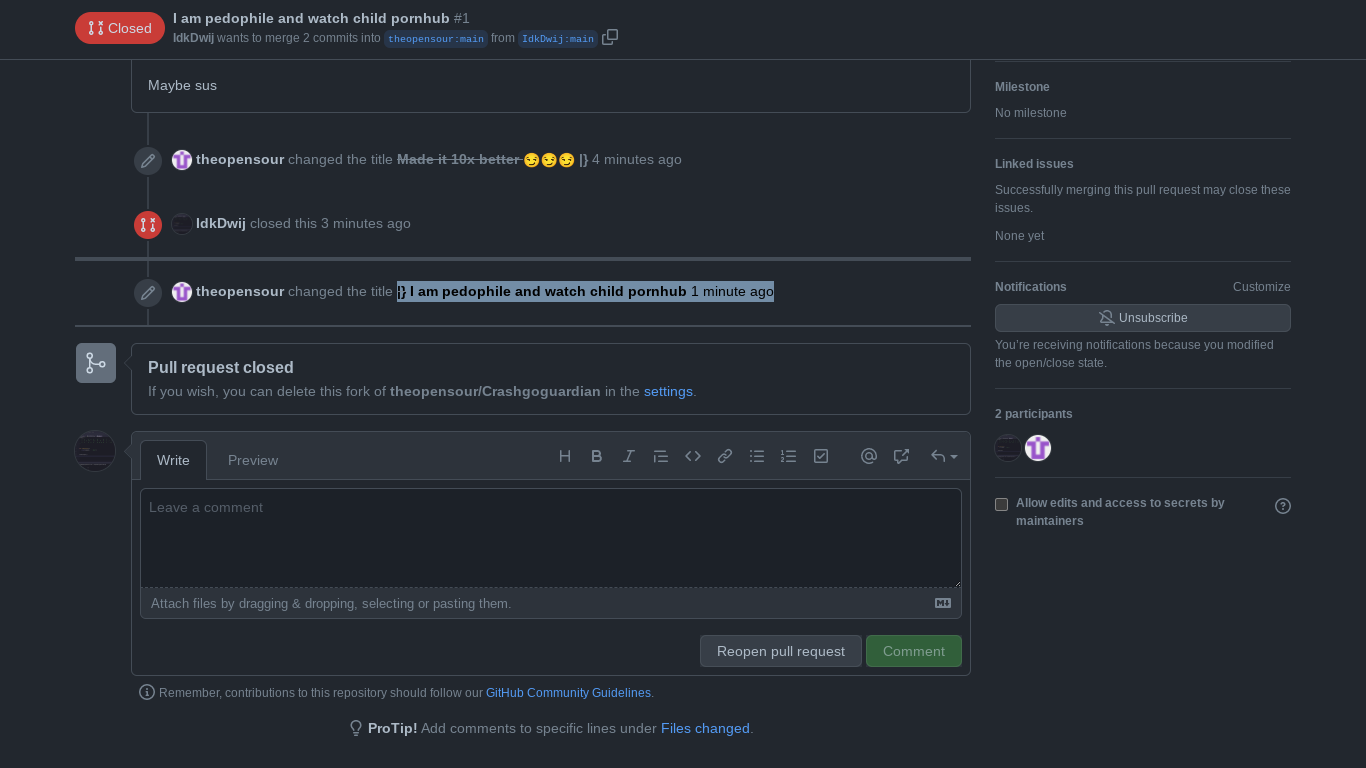 Closed
I am pedophile and watch child pornhub #1
IdkDwij wants to merge 2 commits into theopensour:main from IdkDwij:main
Maybe sus
theopensour changed the title Made it 10x better 😏😏😏 |} 4 minutes ago
IdkDwij closed this 3 minutes ago
theopensour changed the title |} I am pedophile and watch child pornhub 1 minute ago
Pull request closed
If you wish, you can delete this fork of theopensour/Crashgoguardian in the settings.
Write
Preview
Leave a comment
Attach files by dragging & dropping, selecting or pasting them.
Reopen pull request
Comment
Remember, contributions to this repository should follow our GitHub Community Guidelines.
ProTip! Add comments to specific lines under Files changed.
Milestone
No milestone
Linked issues
Successfully merging this pull request may close these
issues.
None yet
Notifications
Customize
Unsubscribe
You're receiving notifications because you modified
the open/close state.
2 participants
Allow edits and access to secrets by
maintainers